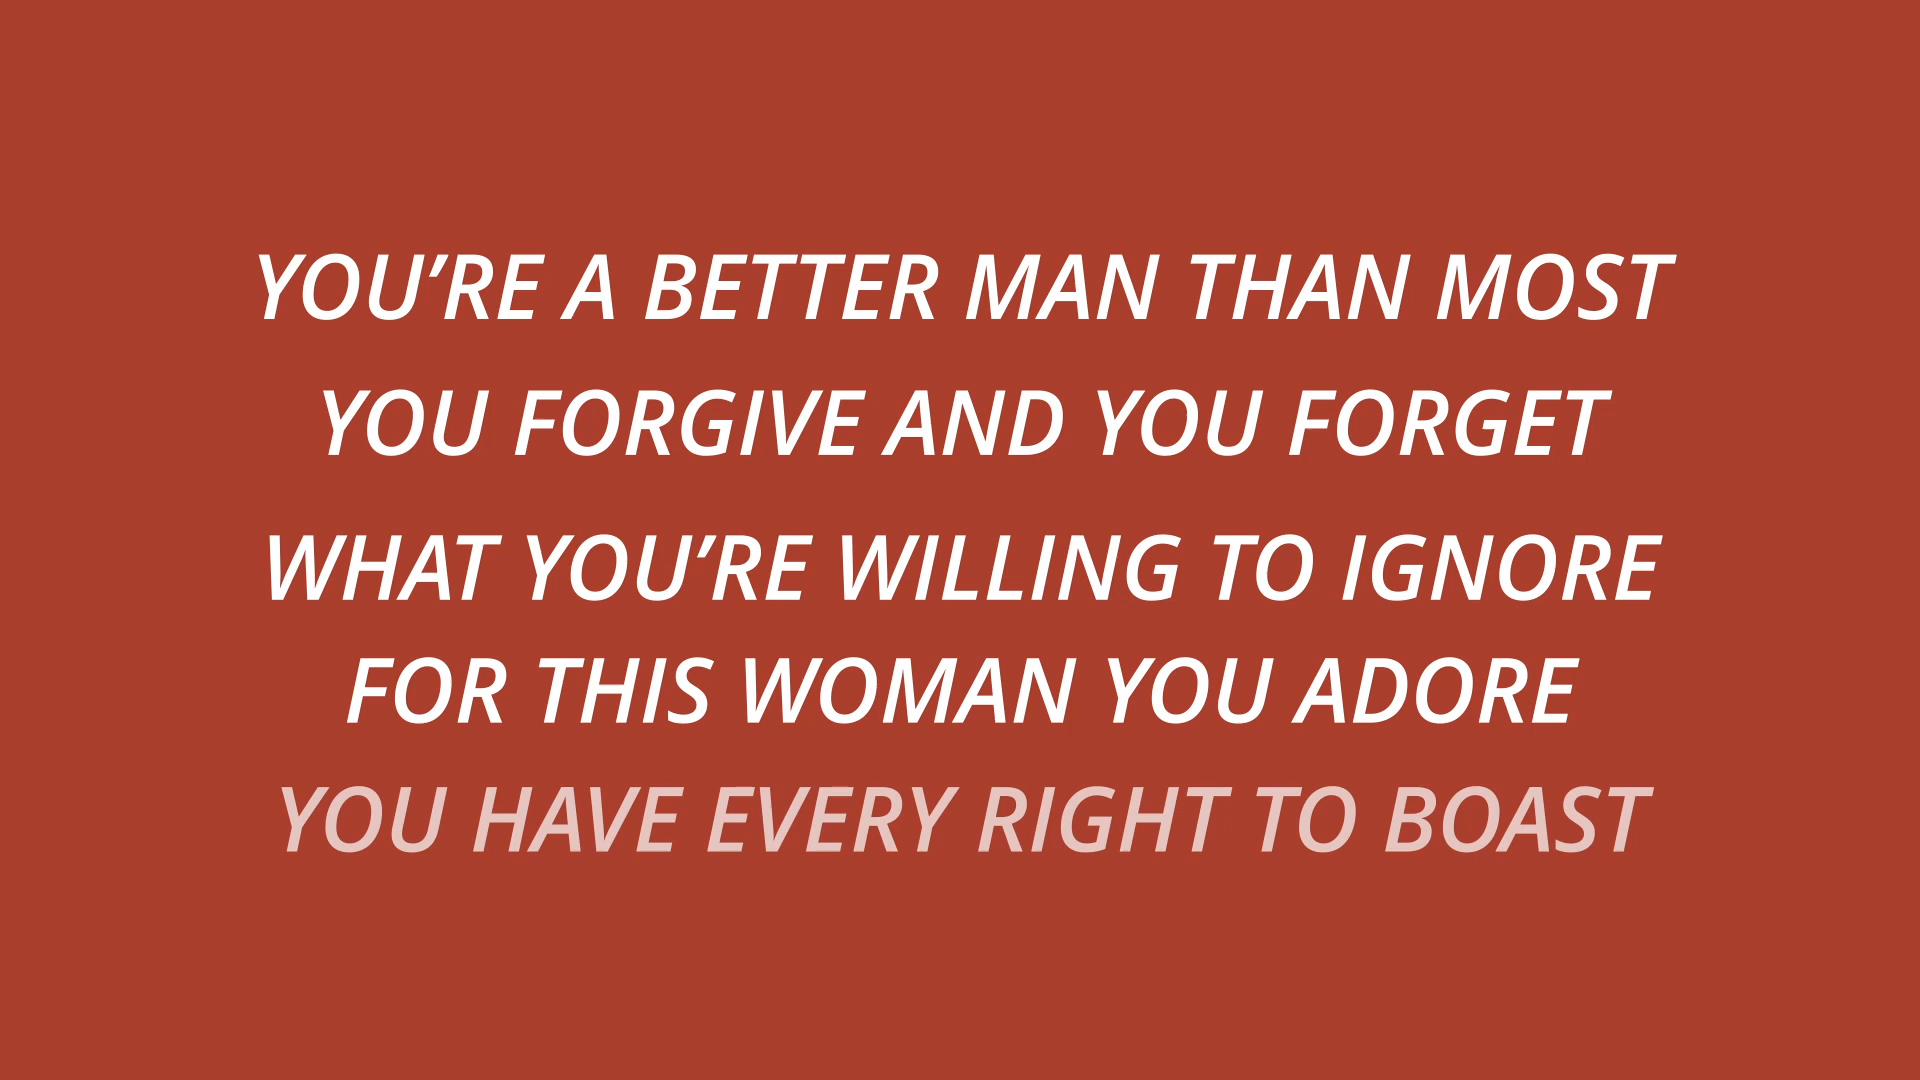 YOU’RE A BETTER MAN THAN MOST
YOU FORGIVE AND YOU FORGET
WHAT YOU’RE WILLING TO IGNORE
FOR THIS WOMAN YOU ADORE
YOU HAVE EVERY RIGHT TO BOAST